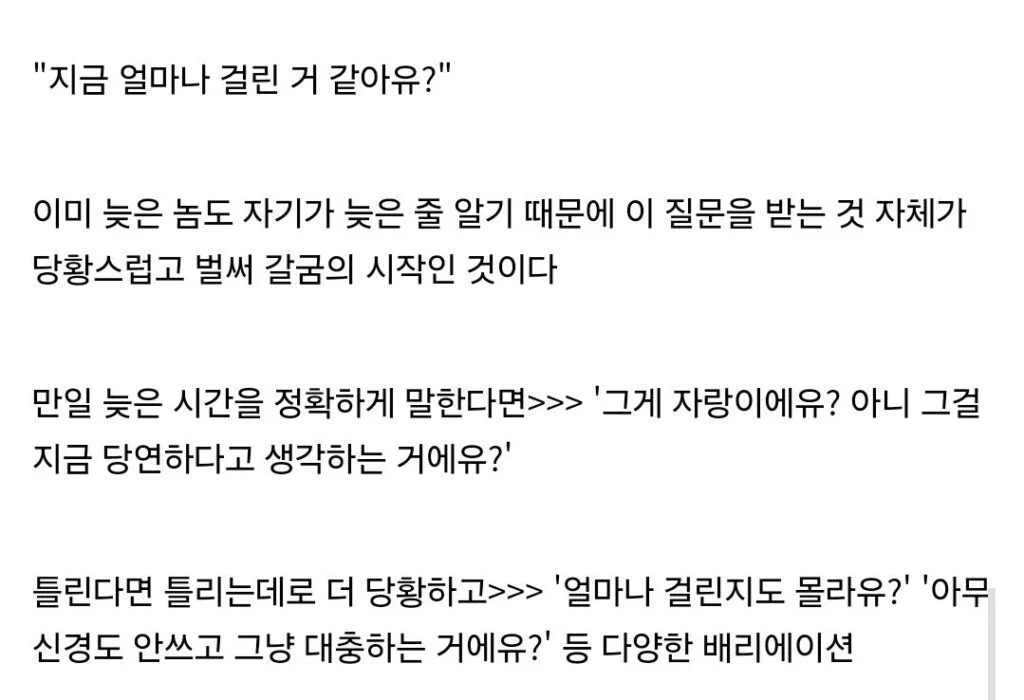 "지금 얼마나 걸린 거 같아유?"
이미 늦은 놈도 자기가 늦은 줄 알기 때문에 이 질문을 받는 것 자체가
당황스럽고 벌써 갈굼의 시작인 것이다
만일 늦은 시간을 정확하게 말한다면>>> '그게 자랑이에유? 아니 그걸
지금 당연하다고 생각하는 거에유?'
틀린다면 틀리는데로 더 당황하고>>> '얼마나 걸린지도 몰라유?' '아무
신경도 안쓰고 그냥 대충하는 거에유?' 등 다양한 배리에이션